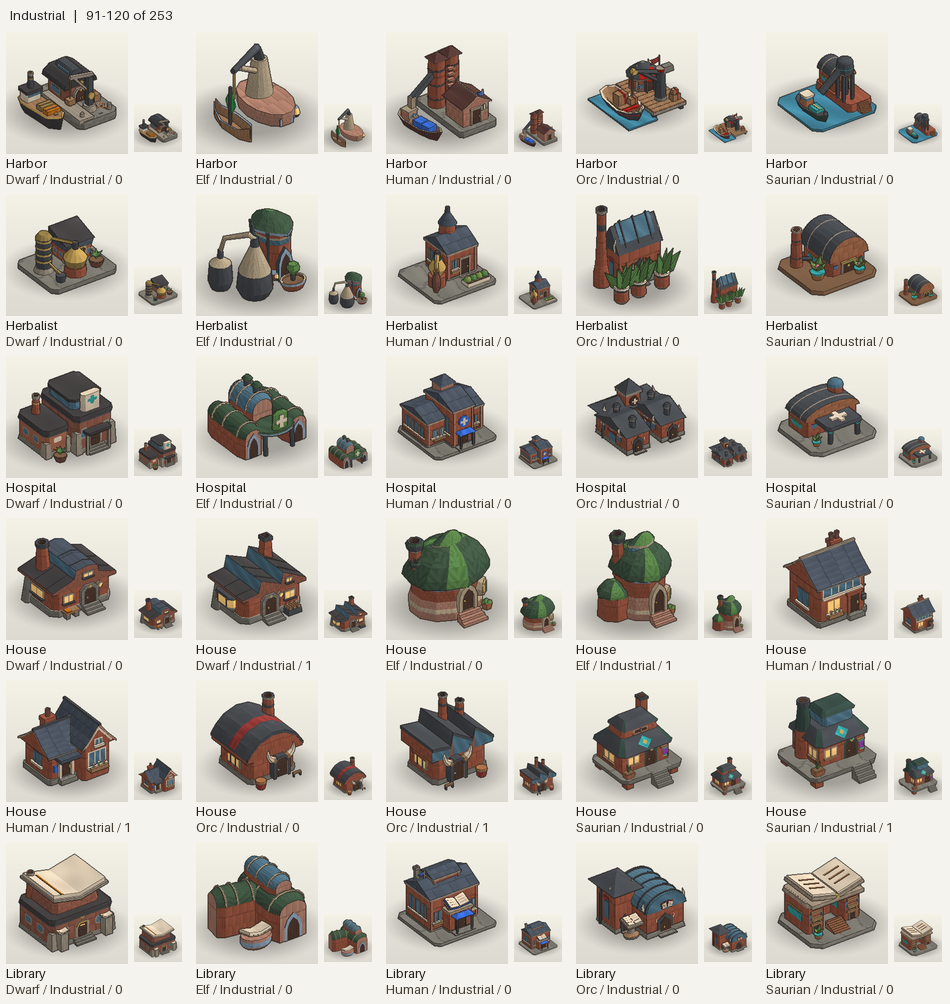 Industrial | 91-120 of 253
Harbor
Dwarf / Industrial / 0
Harbor
Elf / Industrial / 0
Harbor
Human / Industrial / 0
Harbor
Orc / Industrial / 0
Harbor
Saurian / Industrial / 0
Herbalist
Dwarf / Industrial / 0
Herbalist
Elf / Industrial / 0
Herbalist
Human / Industrial / 0
Herbalist
Orc / Industrial / 0
Herbalist
Saurian / Industrial / 0
Hospital
Dwarf / Industrial / 0
Hospital
Elf / Industrial / 0
Hospital
Human / Industrial / 0
Hospital
Orc / Industrial / 0
Hospital
Saurian / Industrial / 0
House
Dwarf / Industrial / 0
House
Dwarf / Industrial / 1
House
Elf / Industrial / 0
House
Elf / Industrial / 1
House
Human / Industrial / 0
House
Human / Industrial / 1
House
Orc / Industrial / 0
House
Orc / Industrial / 1
House
Saurian / Industrial / 0
House
Saurian / Industrial / 1
Library
Dwarf / Industrial / 0
Library
Elf / Industrial / 0
Library
Human / Industrial / 0
Library
Orc / Industrial / 0
Library
Saurian / Industrial / 0